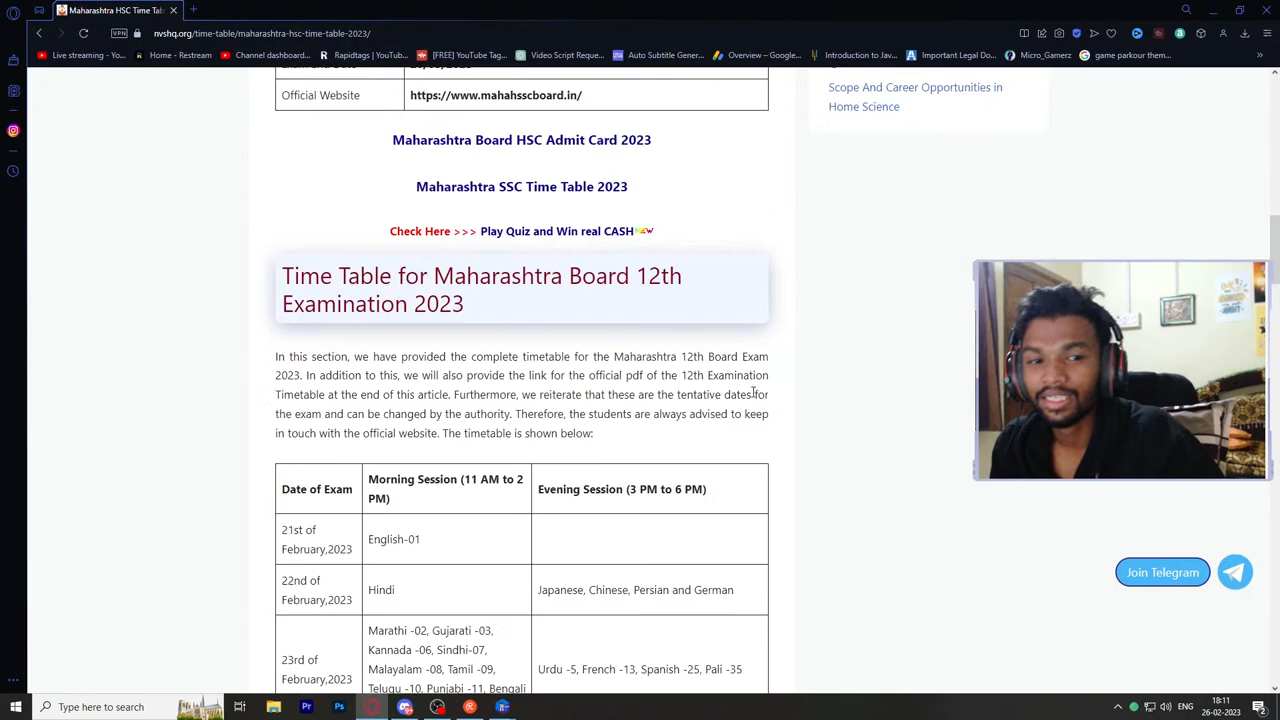 Maharashtra HSC Time Table 20
VPN
nvshq.org/time-table/maharashtra-hsc-time-table-2023/
Live streaming - You...
Home - Restream
Channel dashboard...
Rapidtags | YouTub...
[FREE] YouTube Tag...
Video Script Reque...
Auto Subtitle Gener...
Overview – Google...
Introduction to Jav...
Important Legal Do...
Micro_Gamerz
game parkour them...
Official Website
https://www.mahahsscboard.in/
Scope And Career Opportunities in
Home Science
Maharashtra Board HSC Admit Card 2023
Maharashtra SSC Time Table 2023
Check Here >>> Play Quiz and Win real CASH
Time Table for Maharashtra Board 12th
Examination 2023
In this section, we have provided the complete timetable for the Maharashtra 12th Board Exam
2023. In addition to this, we will also provide the link for the official pdf of the 12th Examination
Timetable at the end of this article. Furthermore, we reiterate that these are the tentative dates for
the exam and can be changed by the authority. Therefore, the students are always advised to keep
in touch with the official website. The timetable is shown below:
Date of Exam
Morning Session (11 AM to 2
PM)
Evening Session (3 PM to 6 PM)
21st of
February,2023
English-01
22nd of
February,2023
Hindi
Japanese, Chinese, Persian and German
23rd of
February,2023
Marathi -02, Gujarati -03,
Kannada -06, Sindhi-07,
Malayalam -08, Tamil -09,
Telugu -10, Punjabi -11, Bengali
Urdu -5, French -13, Spanish -25, Pali -35
Join Telegram
Type here to search
Pr
Ps
ENG
18:11
26-02-2023